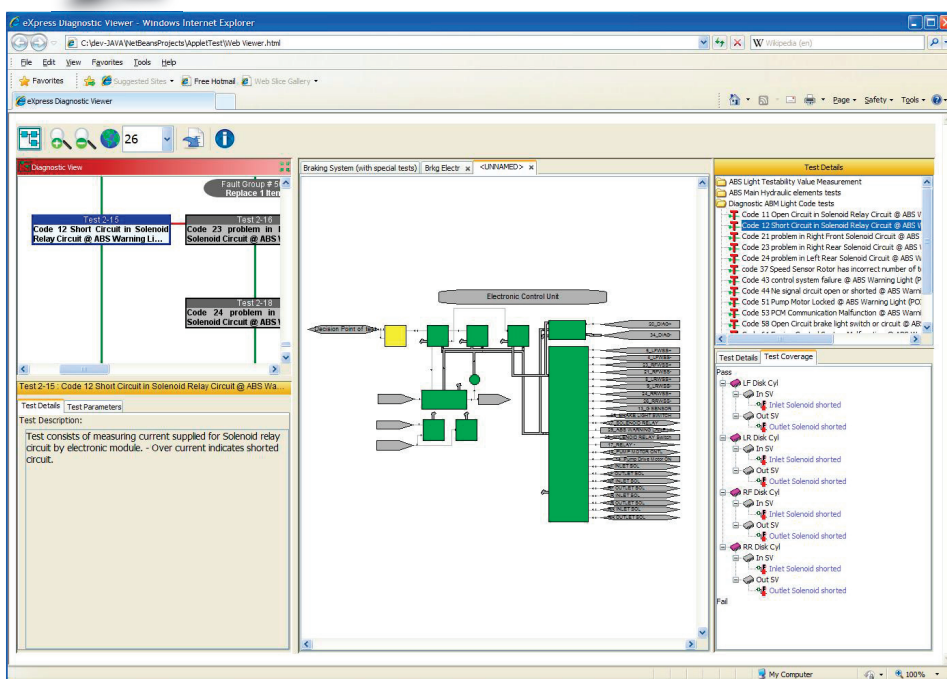 eXpress Diagnostic Viewer - Windows Internet Explorer
C:\dev-JAVA\NetBeansProjects\AppletTest\Web Viewer.html
Wikipedia (en)
File Edit View Favorites Tools Help
Favorites Suggested Sites Free Hotmail Web Slice Gallery
eXpress Diagnostic Viewer
Page Safety Tools
26
Diagnostic View
Fault Group # 5
Replace 1 Iten
Test 2-15
Code 12 Short Circuit in Solenoid
Relay Circuit @ ABS Warning Li...
Test 2-16
Code 23 problem in
Solenoid Circuit @ ABS
Test 2-18
Code 24 problem in
Solenoid Circuit @ ABS
Test 2-15 : Code 12 Short Circuit in Solenoid Relay Circuit @ ABS Wa...
Test Details Test Parameters
Test Description:
Test consists of measuring current supplied for Solenoid relay
circuit by electronic module. - Over current indicates shorted
circuit.
Braking System (with special tests) Brkg Electr <UNNAMED>
Electronic Control Unit
Decision Point of
Test Details
ABS Light Testability Value Measurement
ABS Main Hydraulic elements tests
Diagnostic ABM Light Code tests
Code 11 Open Circuit in Solenoid Relay Circuit @ ABS
Code 12 Short Circuit in Solenoid Relay Circuit @ ABS
Code 21 problem in Right Front Solenoid Circuit @ ABS
Code 23 problem in Right Rear Solenoid Circuit @ ABS
Code 24 problem in Left Rear Solenoid Circuit @ ABS
code 37 Speed Sensor Rotor has incorrect number of
Code 43 control system failure @ ABS Warning Light
Code 44 Ne signal circuit open or shorted @ ABS
Code 51 Pump Motor Locked @ ABS Warning Light
Code 53 PCM Communication Malfunction @ ABS
Code 58 Open Circuit brake light switch or circuit @
Test Details Test Coverage
Pass
LF Disk Cyl
In SV
Inlet Solenoid shorted
Out SV
Outlet Solenoid shorted
LR Disk Cyl
In SV
Inlet Solenoid shorted
Out SV
Outlet Solenoid shorted
RF Disk Cyl
In SV
Inlet Solenoid shorted
Out SV
Outlet Solenoid shorted
RR Disk Cyl
In SV
Inlet Solenoid shorted
Out SV
Outlet Solenoid shorted
Fail
My Computer
100%